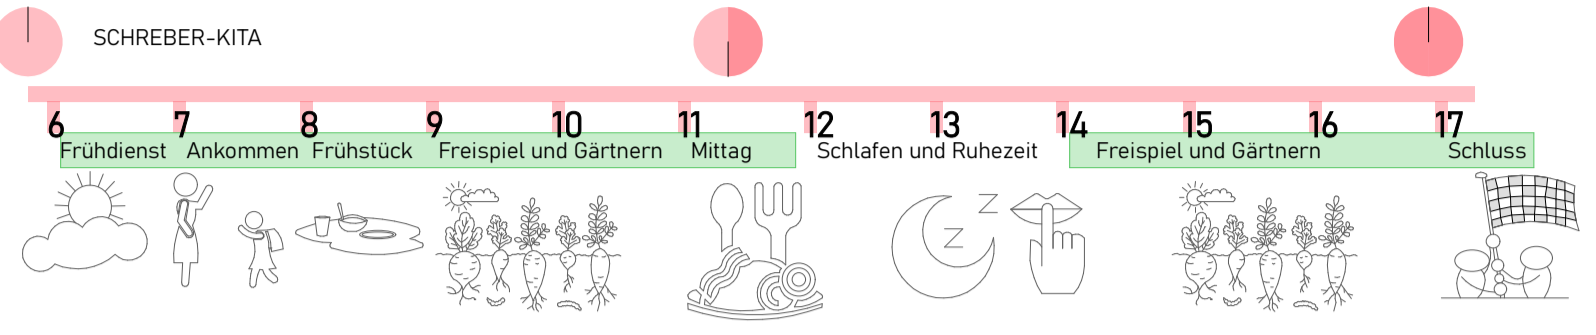 SCHREBER-KITA
6 7 8 9 10 11 12 13 14 15 16 17
Frühdienst Ankommen Frühstück Freispiel und Gärtnern Mittag Schlafen und Ruhezeit Freispiel und Gärtnern Schluss
Z
Z